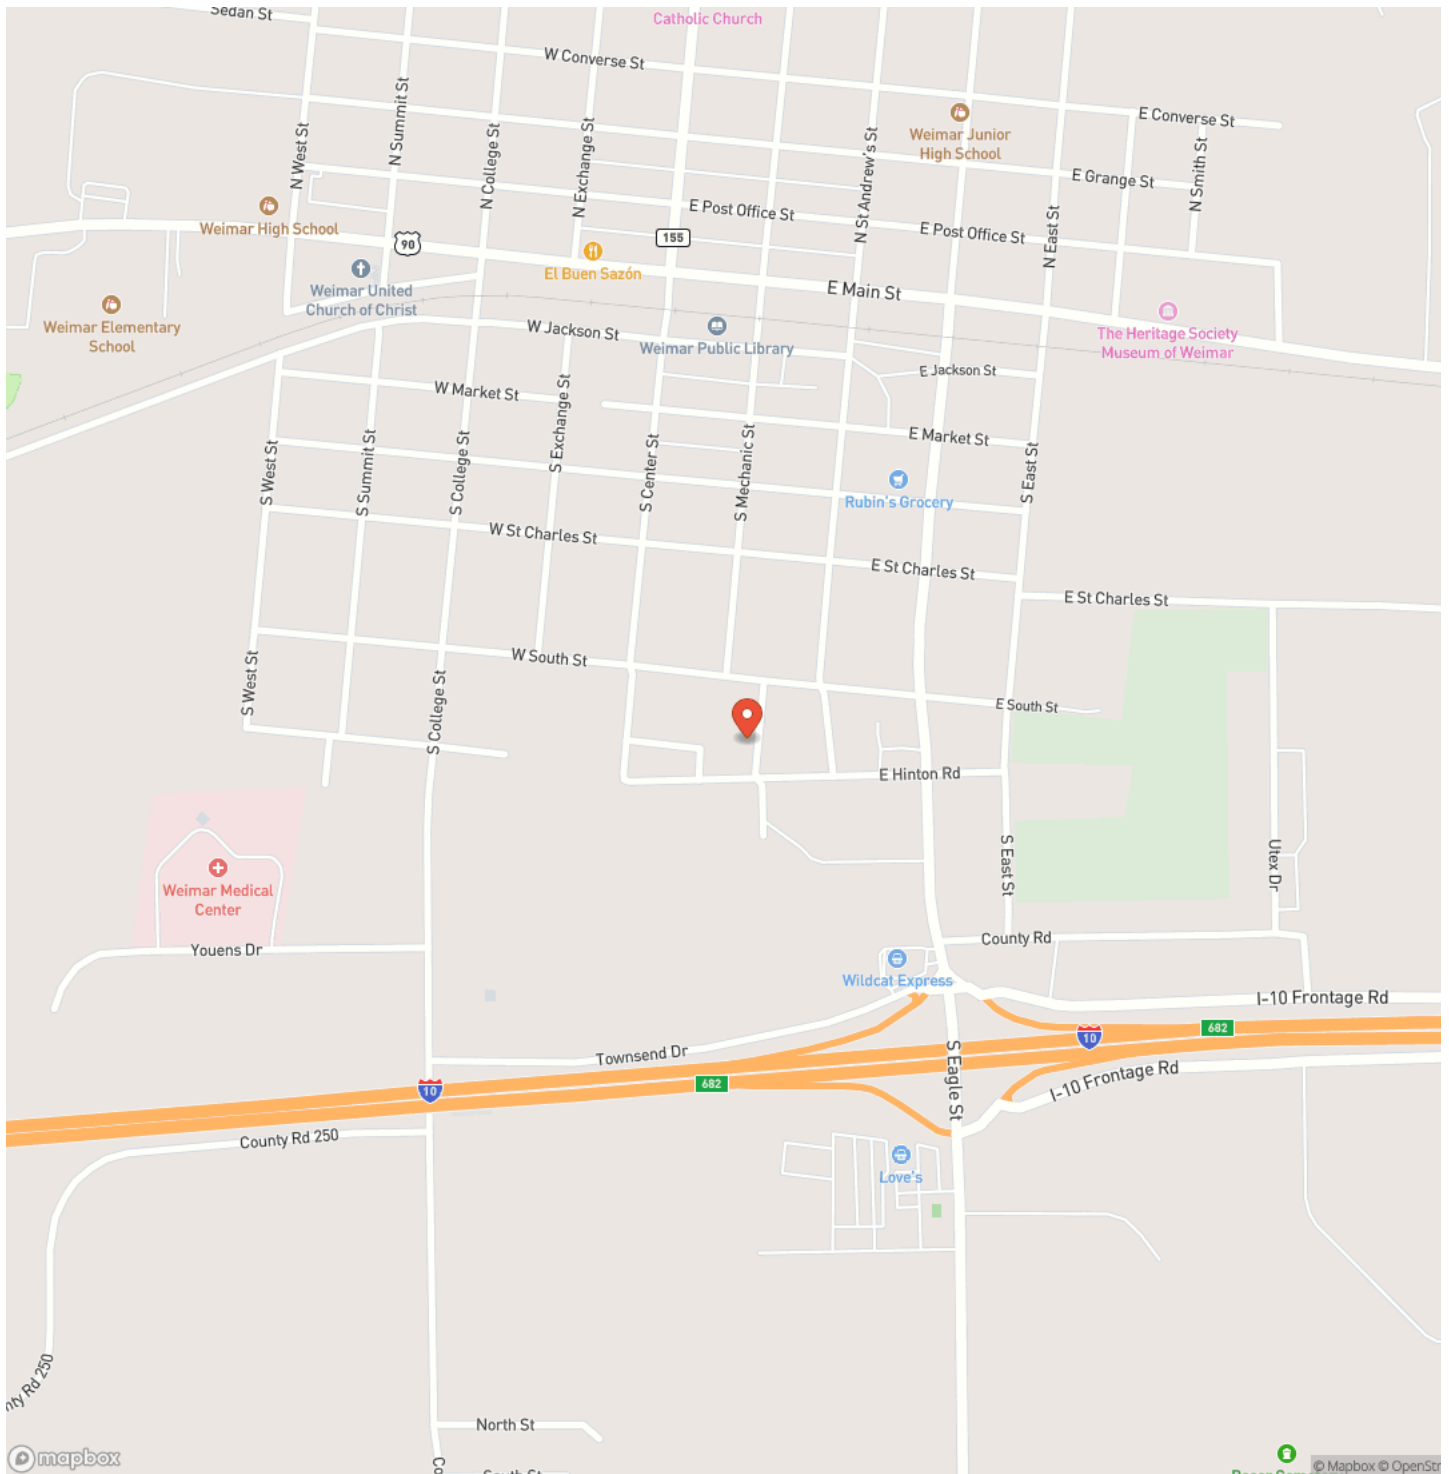 Sedan St
Catholic Church
W Converse St
E Converse St
Weimar Junior
High School
N West St
N Summit St
N College St
N Exchange St
N St Andrew's St
E Grange St
N Smith St
N East St
E Post Office St
E Post Office St
Weimar High School
90
155
El Buen Sazón
Weimar United
Church of Christ
E Main St
Weimar Elementary
School
W Jackson St
Weimar Public Library
The Heritage Society
Museum of Weimar
E Jackson St
W Market St
E Market St
S West St
S Summit St
S College St
S Exchange St
S Center St
S Mechanic St
S East St
Rubin's Grocery
W St Charles St
E St Charles St
E St Charles St
W South St
S West St
S College St
E South St
E Hinton Rd
Weimar Medical
Center
S East St
Utex Dr
Youens Dr
County Rd
Wildcat Express
I-10 Frontage Rd
682
10
Townsend Dr
S Eagle St
682
10
I-10 Frontage Rd
County Rd 250
Love's
nty Rd 250
North St
mapbox
© Mapbox © OpenStr